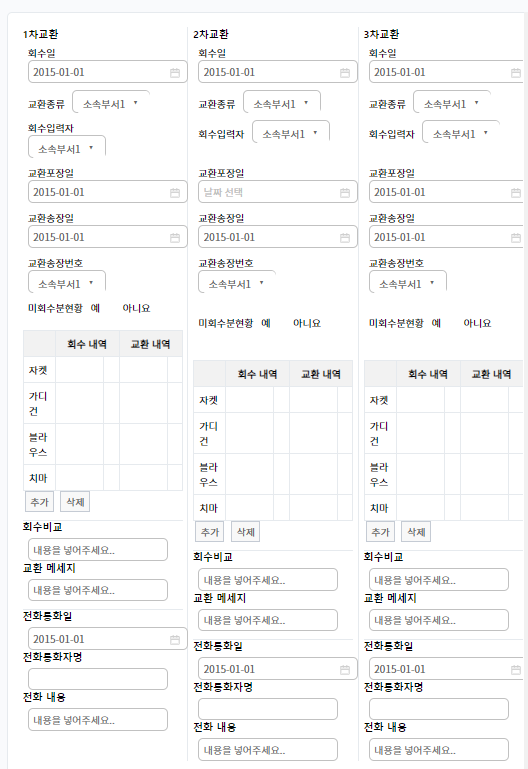 1차교환
회수일
2015-01-01
교환종류 소속부서1
회수입력자
소속부서1
교환포장일
2015-01-01
교환송장일
2015-01-01
교환송장번호
소속부서1
미회수분현황 예 아니요
회수 내역 교환 내역
자켓
가디
건
블라
우스
치마
추가 삭제
회수비교
내용을 넣어주세요..
교환 메세지
내용을 넣어주세요..
전화통화일
2015-01-01
전화통화자명
전화 내용
내용을 넣어주세요..
2차교환
회수일
2015-01-01
교환종류 소속부서1
회수입력자 소속부서1
교환포장일
날짜 선택
교환송장일
2015-01-01
교환송장번호
소속부서1
미회수분현황 예 아니요
회수 내역 교환 내역
자켓
가디
건
블라
우스
치마
추가 삭제
회수비교
내용을 넣어주세요..
교환 메세지
내용을 넣어주세요..
전화통화일
2015-01-01
전화통화자명
전화 내용
내용을 넣어주세요..
3차교환
회수일
2015-01-01
교환종류 소속부서1
회수입력자 소속부서1
교환포장일
2015-01-01
교환송장일
2015-01-01
교환송장번호
소속부서1
미회수분현황 예 아니요
회수 내역 교환 내역
자켓
가디
건
블라
우스
치마
추가 삭제
회수비교
내용을 넣어주세요..
교환 메세지
내용을 넣어주세요..
전화통화일
2015-01-01
전화통화자명
전화 내용
내용을 넣어주세요..